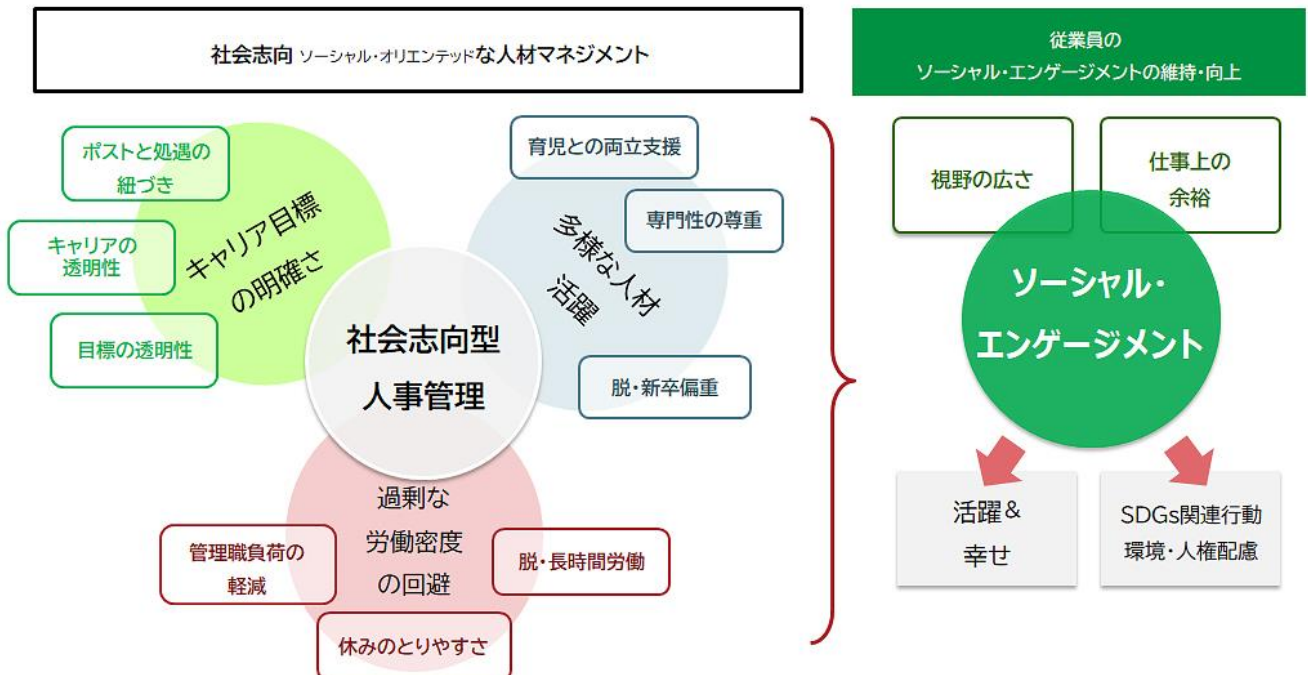 社会志向 ソーシャル・オリエンテッドな人材マネジメント
ポストと処遇の
紐づき
キャリアの
透明性
目標の透明性
キャリア目標
の明確さ
育児との両立支援
専門性の尊重
多様な人材
活躍
脱・新卒偏重
社会志向型
人事管理
過剰な
労働密度
の回避
管理職負荷の
軽減
脱・長時間労働
休みのとりやすさ
従業員の
ソーシャル・エンゲージメントの維持・向上
視野の広さ
仕事上の
余裕
ソーシャル・
エンゲージメント
活躍&
幸せ
SDGs関連行動
環境・人権配慮